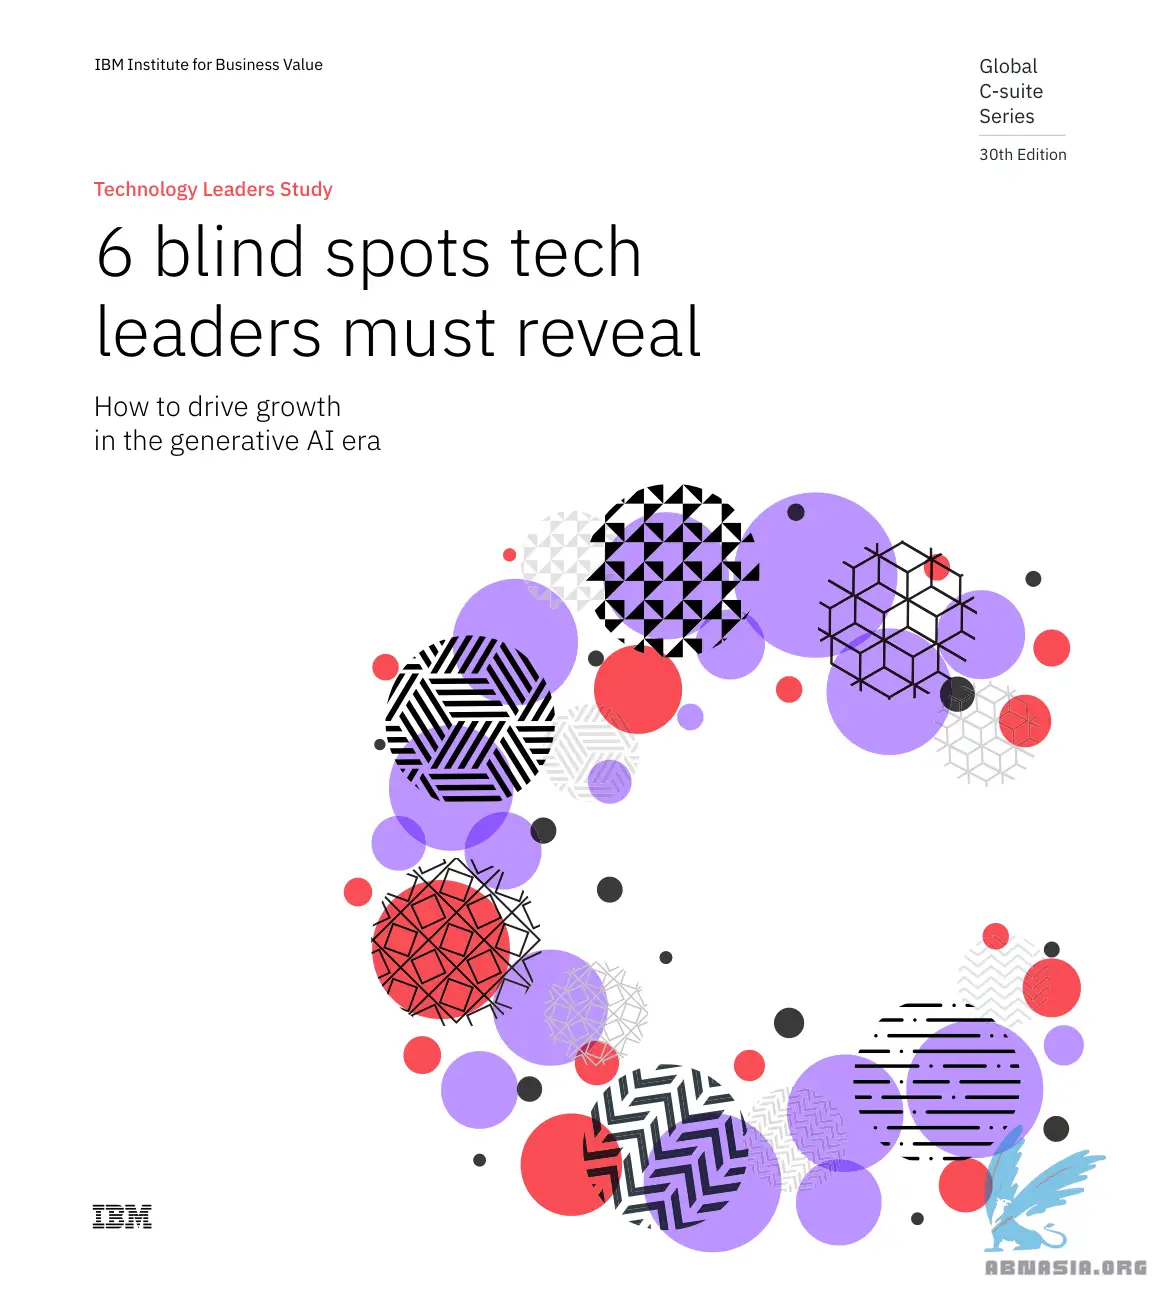 IBM Institute for Business Value
Global
C-suite
Series
30th Edition
Technology Leaders Study
6 blind spots tech
leaders must reveal
How to drive growth
in the generative AI era
IBM
ABNASIA.ORG